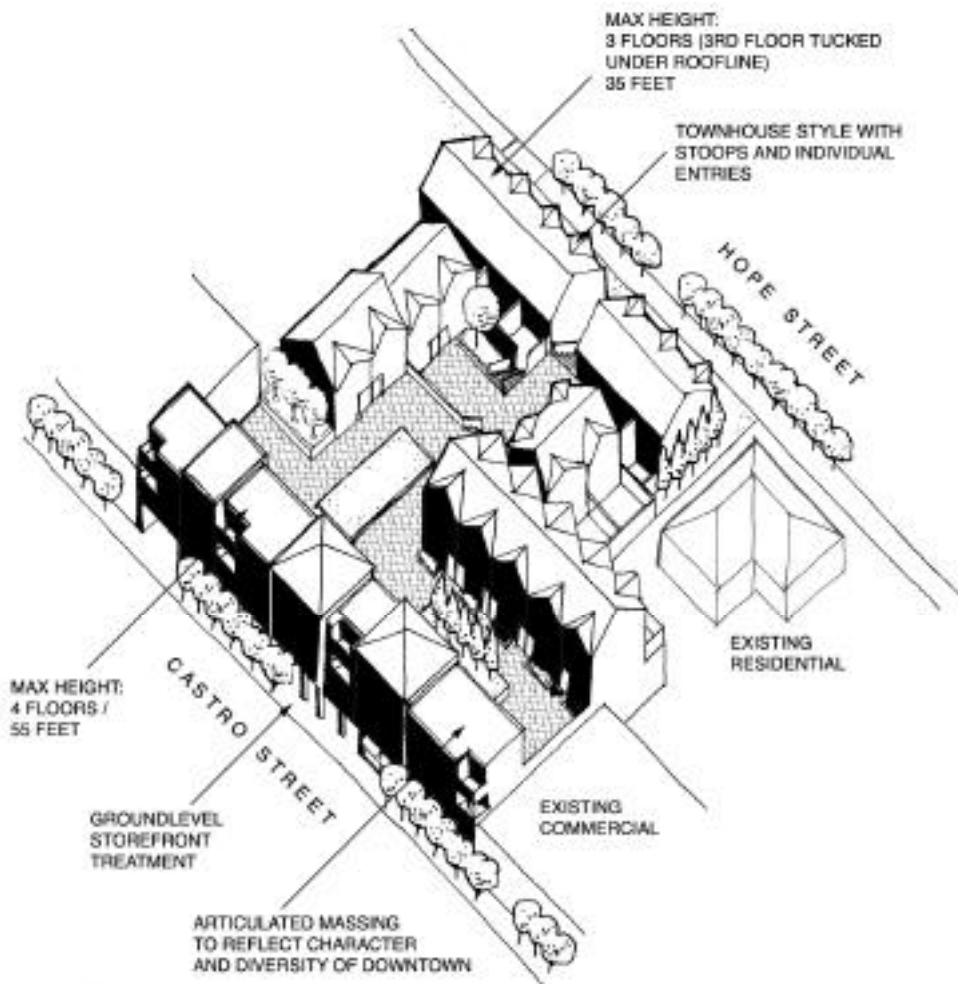 MAX HEIGHT:
3 FLOORS (3RD FLOOR TUCKED
UNDER ROOFLINE)
35 FEET
TOWNHOUSE STYLE WITH
STOOPS AND INDIVIDUAL
ENTRIES
HOPE STREET
EXISTING
RESIDENTIAL
MAX HEIGHT:
4 FLOORS /
55 FEET
CASTRO STREET
GROUNDLEVEL
STOREFRONT
TREATMENT
EXISTING
COMMERCIAL
ARTICULATED MASSING
TO REFLECT CHARACTER
AND DIVERSITY OF DOWNTOWN